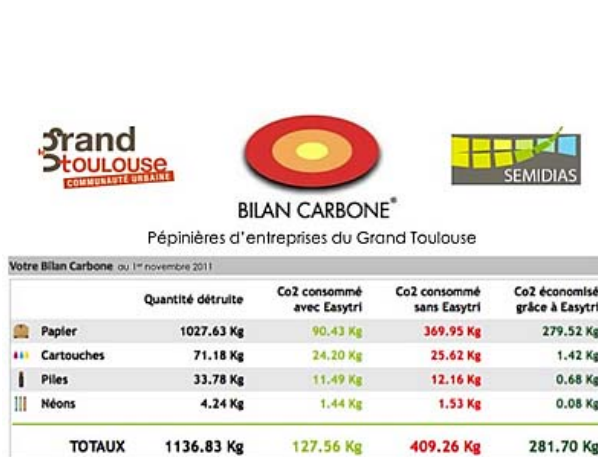 Grand
Toulouse
COMMUNAUTÉ URBAINE
SEMIDIAS
BILAN CARBONE®
Pépinières d'entreprises du Grand Toulouse
Votre Bilan Carbone au 1er novembre 2011
Quantité détruite Co2 consommé avec Easytri Co2 consommé sans Easytri Co2 économisé grâce à Easytri
Papier 1027.63 Kg 90.43 Kg 369.95 Kg 279.52 Kg
Cartouches 71.18 Kg 24.20 Kg 25.62 Kg 1.42 Kg
Piles 33.78 Kg 11.49 Kg 12.16 Kg 0.68 Kg
Néons 4.24 Kg 1.44 Kg 1.53 Kg 0.08 Kg
TOTAUX 1136.83 Kg 127.56 Kg 409.26 Kg 281.70 Kg